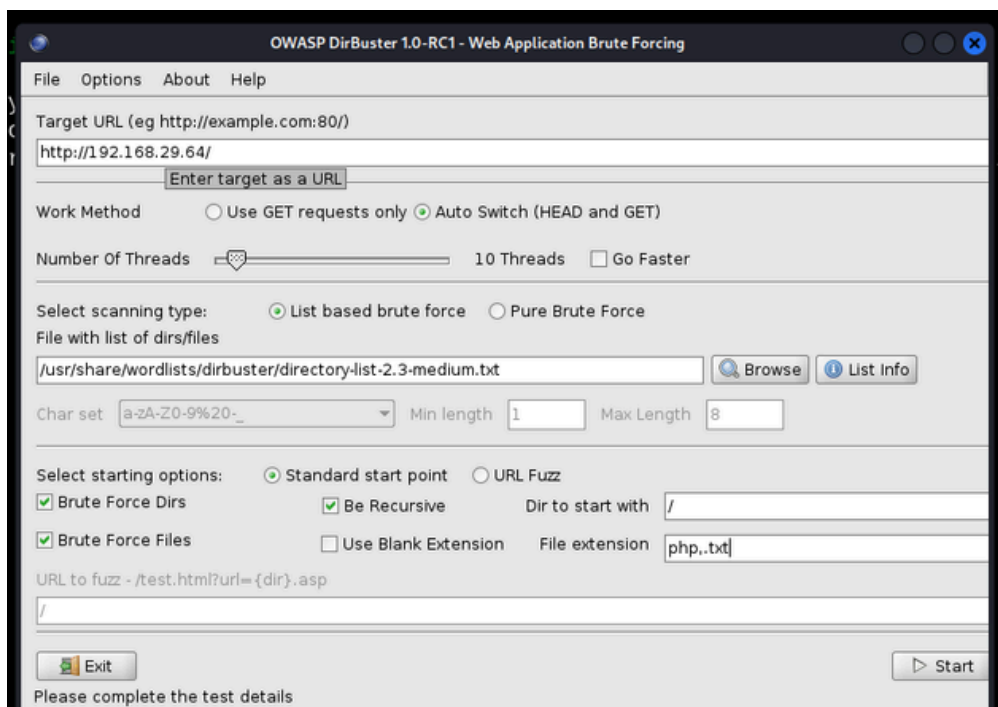 OWASP DirBuster 1.0-RC1 - Web Application Brute Forcing
File Options About Help
Target URL (eg http://example.com:80/)
http://192.168.29.64/
Enter target as a URL
Work Method Use GET requests only Auto Switch (HEAD and GET)
Number Of Threads 10 Threads Go Faster
Select scanning type: List based brute force Pure Brute Force
File with list of dirs/files
/usr/share/wordlists/dirbuster/directory-list-2.3-medium.txt Browse List Info
Char set a-zA-Z0-9%20-_ Min length 1 Max Length 8
Select starting options: Standard start point URL Fuzz
Brute Force Dirs Be Recursive Dir to start with /
Brute Force Files Use Blank Extension File extension php,.txt
URL to fuzz - /test.html?url={dir}.asp
/
Exit Start
Please complete the test details